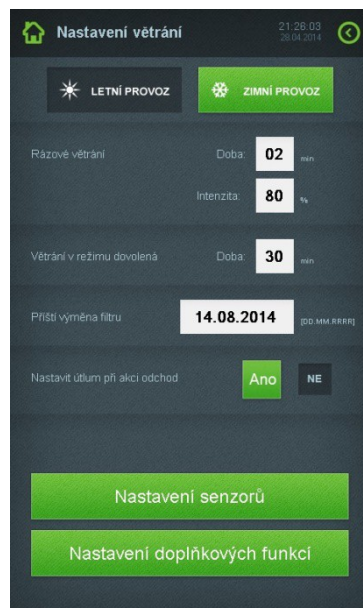 Nastavení větrání
21:26:03
28.04.2014
LETNÍ PROVOZ
ZIMNÍ PROVOZ
Rázové větrání Doba: 02 min
Intenzita: 80 %
Větrání v režimu dovolená Doba: 30 min
Příští výměna filtru 14.08.2014 [DD.MM.RRRR]
Nastavit útlum při akci odchod Ano NE
Nastavení senzorů
Nastavení doplňkových funkcí